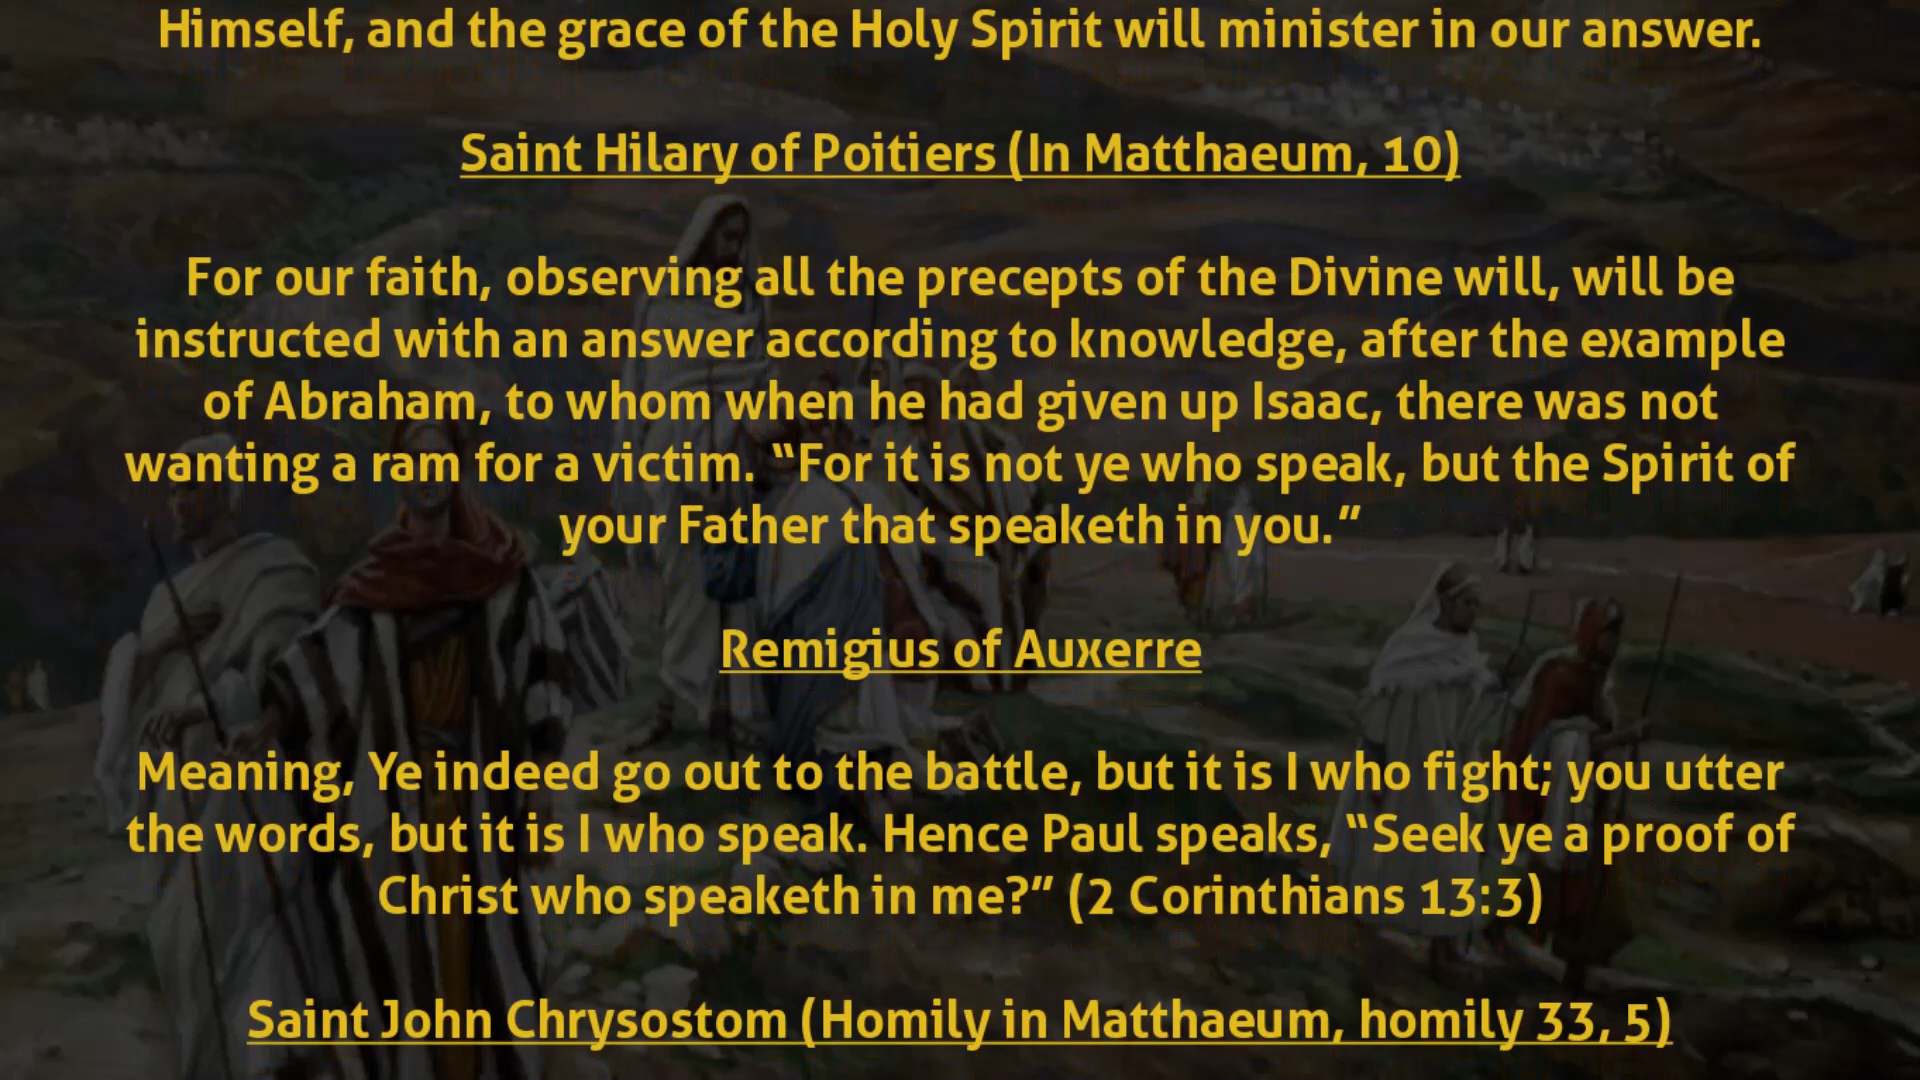 Himself, and the grace of the Holy Spirit will minister in our answer.
Saint Hilary of Poitiers (In Matthaeum, 10)
For our faith, observing all the precepts of the Divine will, will be
instructed with an answer according to knowledge, after the example
of Abraham, to whom when he had given up Isaac, there was not
wanting a ram for a victim. “For it is not ye who speak, but the Spirit of
your Father that speaketh in you.”
Remigius of Auxerre
Meaning, Ye indeed go out to the battle, but it is I who fight; you utter
the words, but it is I who speak. Hence Paul speaks, “Seek ye a proof of
Christ who speaketh in me?” (2 Corinthians 13:3)
Saint John Chrysostom (Homily in Matthaeum, homily 33, 5)